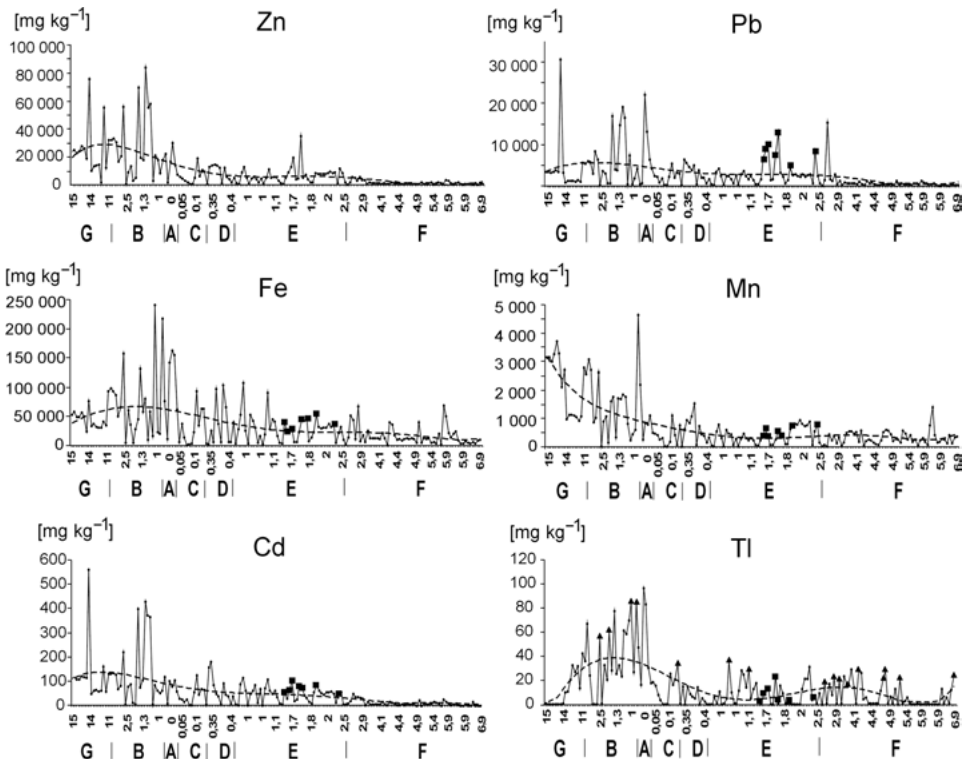 [mg kg⁻¹]
Zn
100 000
80 000
60 000
40 000
20 000
0
15 14 11 2,5 1,3 1 0 0,05 0,1 0,35 0,4 1 1 1,7 1,8 2 2,5 2,9 4,1 4,4 4,9 5,4 5,9 5,9 6,9
G | B | A | C | D | E | F
[mg kg⁻¹]
Pb
30 000
20 000
10 000
0
15 14 11 2,5 1,3 1 0 0,05 0,1 0,35 0,4 1 1 1,7 1,8 2 2,5 2,9 4,1 4,4 4,9 5,4 5,9 5,9 6,9
G | B | A | C | D | E | F
[mg kg⁻¹]
Fe
250 000
200 000
150 000
100 000
50 000
0
15 14 11 2,5 1,3 1 0 0,05 0,1 0,35 0,4 1 1 1,7 1,8 2 2,5 2,9 4,1 4,4 4,9 5,4 5,9 5,9 6,9
G | B | A | C | D | E | F
[mg kg⁻¹]
Mn
5 000
4 000
3 000
2 000
1 000
0
15 14 11 2,5 1,3 1 0 0,05 0,1 0,35 0,4 1 1 1,7 1,8 2 2,5 2,9 4,1 4,4 4,9 5,4 5,9 5,9 6,9
G | B | A | C | D | E | F
[mg kg⁻¹]
Cd
600
500
400
300
200
100
0
15 14 11 2,5 1,3 1 0 0,05 0,1 0,35 0,4 1 1 1,7 1,8 2 2,5 2,9 4,1 4,4 4,9 5,4 5,9 5,9 6,9
G | B | A | C | D | E | F
[mg kg⁻¹]
Tl
120
100
80
60
40
20
0
15 14 11 2,5 1,3 1 0 0,05 0,1 0,35 0,4 1 1 1,7 1,8 2 2,5 2,9 4,1 4,4 4,9 5,4 5,9 5,9 6,9
G | B | A | C | D | E | F